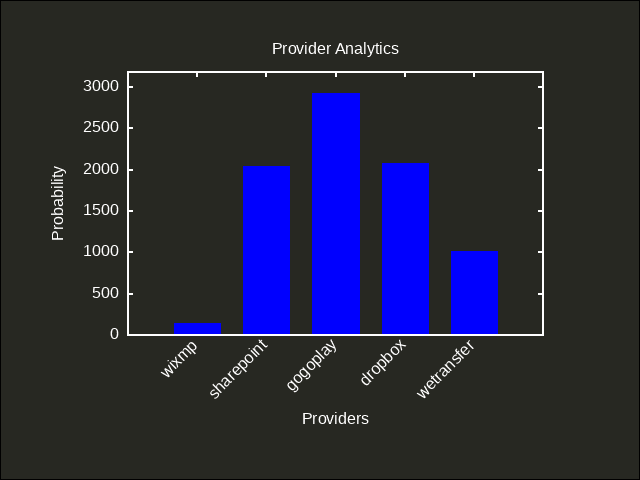 Provider Analytics
3000
2500
2000
1500
1000
500
0
Probability
wixmp
sharepoint
gogoplay
dropbox
wetransfer
Providers